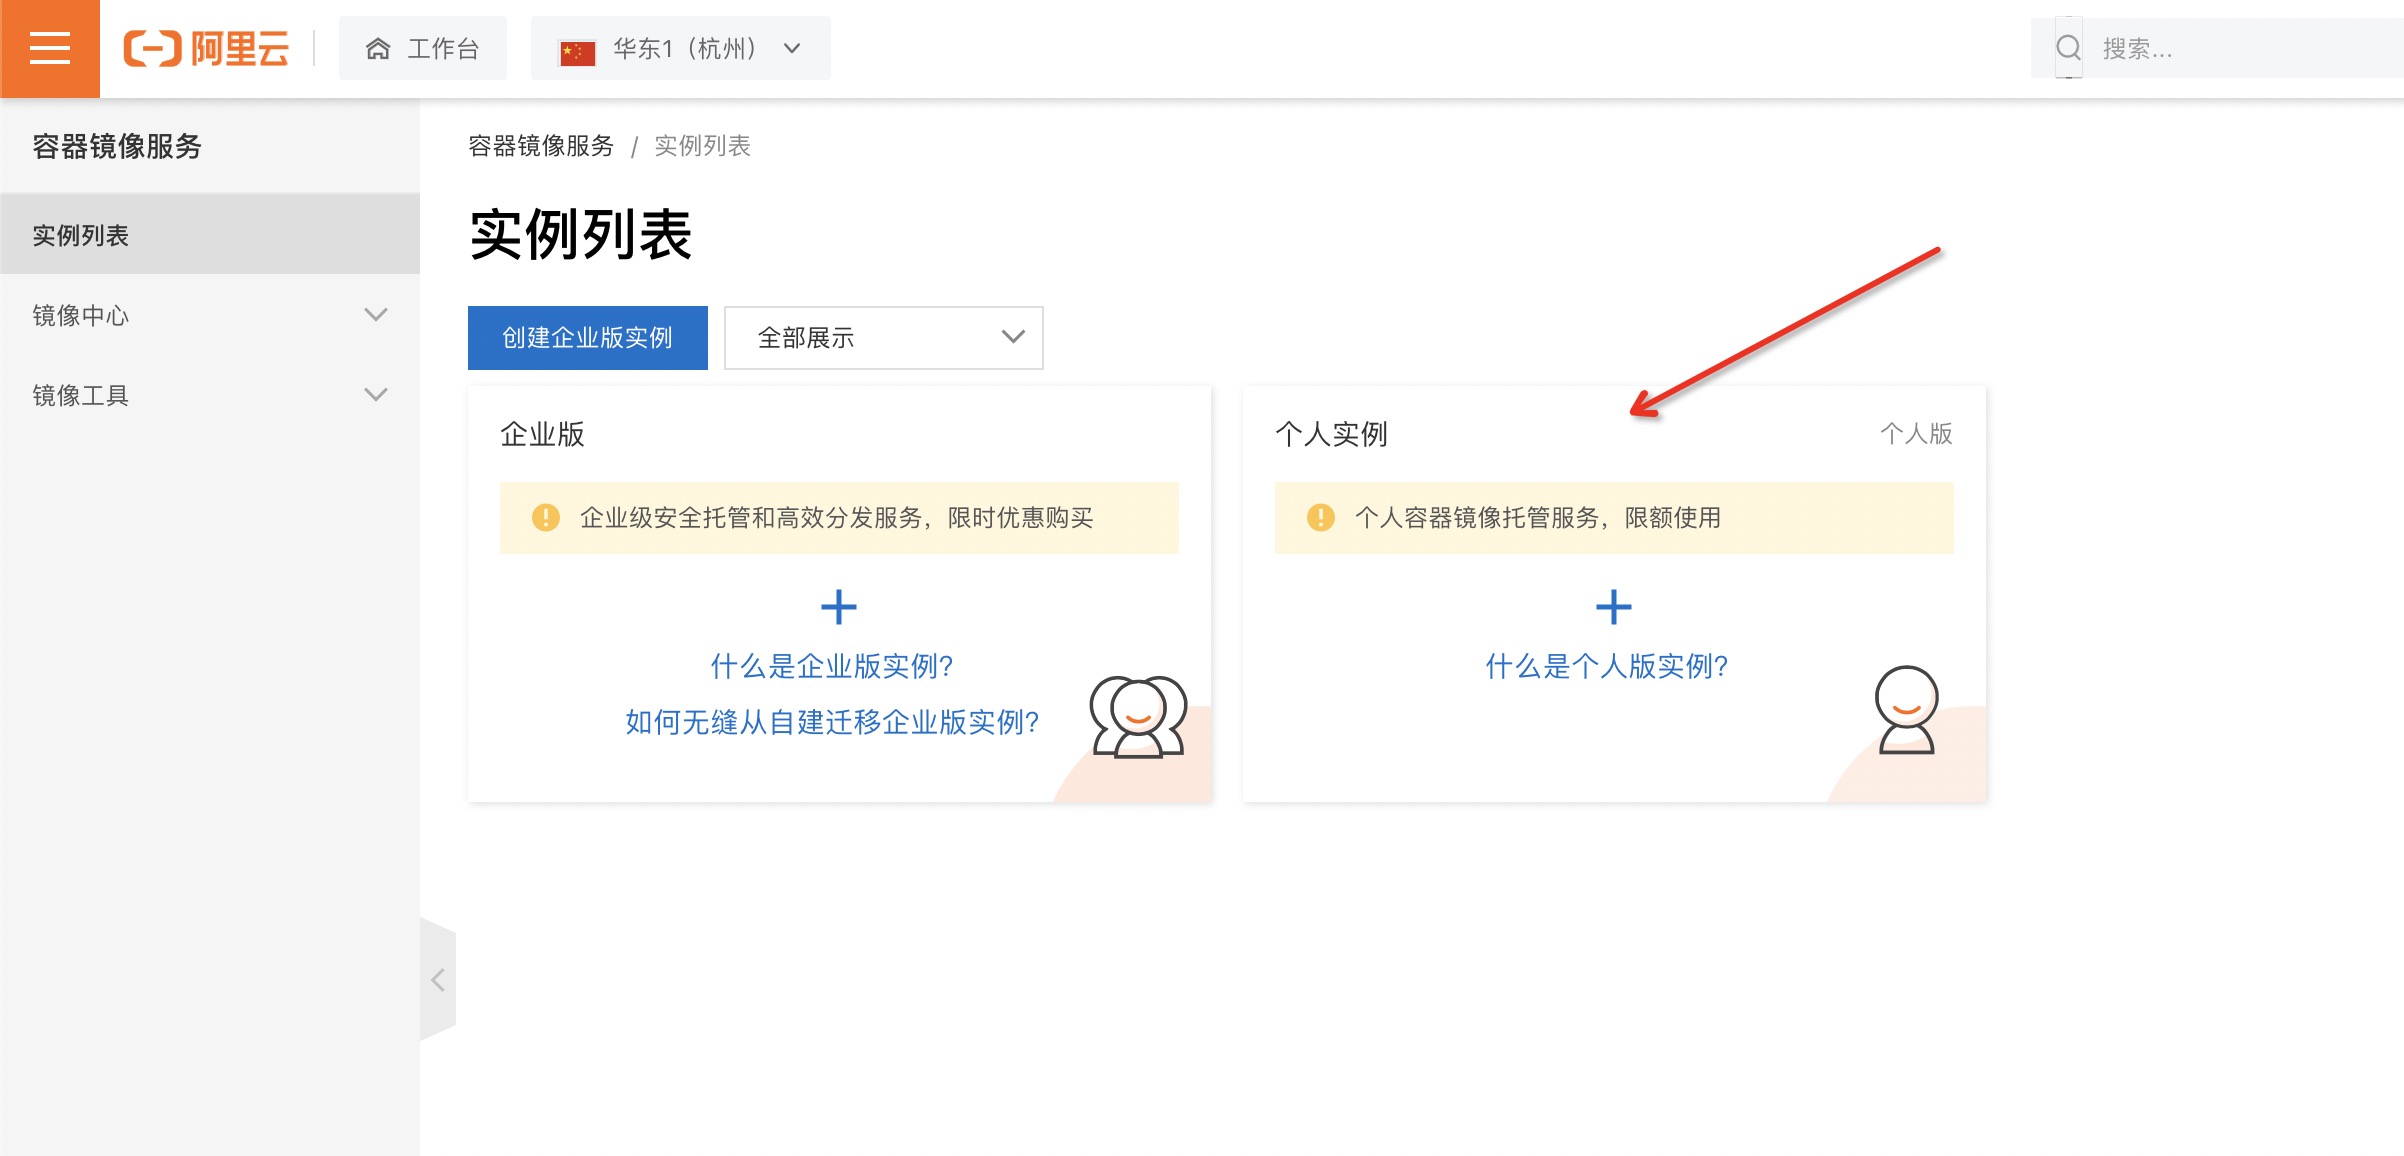 阿里云
工作台
华东1（杭州）
搜索...
容器镜像服务
实例列表
镜像中心
镜像工具
容器镜像服务 / 实例列表
实例列表
创建企业版实例
全部展示
企业版
企业级安全托管和高效分发服务，限时优惠购买
什么是企业版实例?
如何无缝从自建迁移企业版实例?
个人实例
个人版
个人容器镜像托管服务，限额使用
什么是个人版实例?